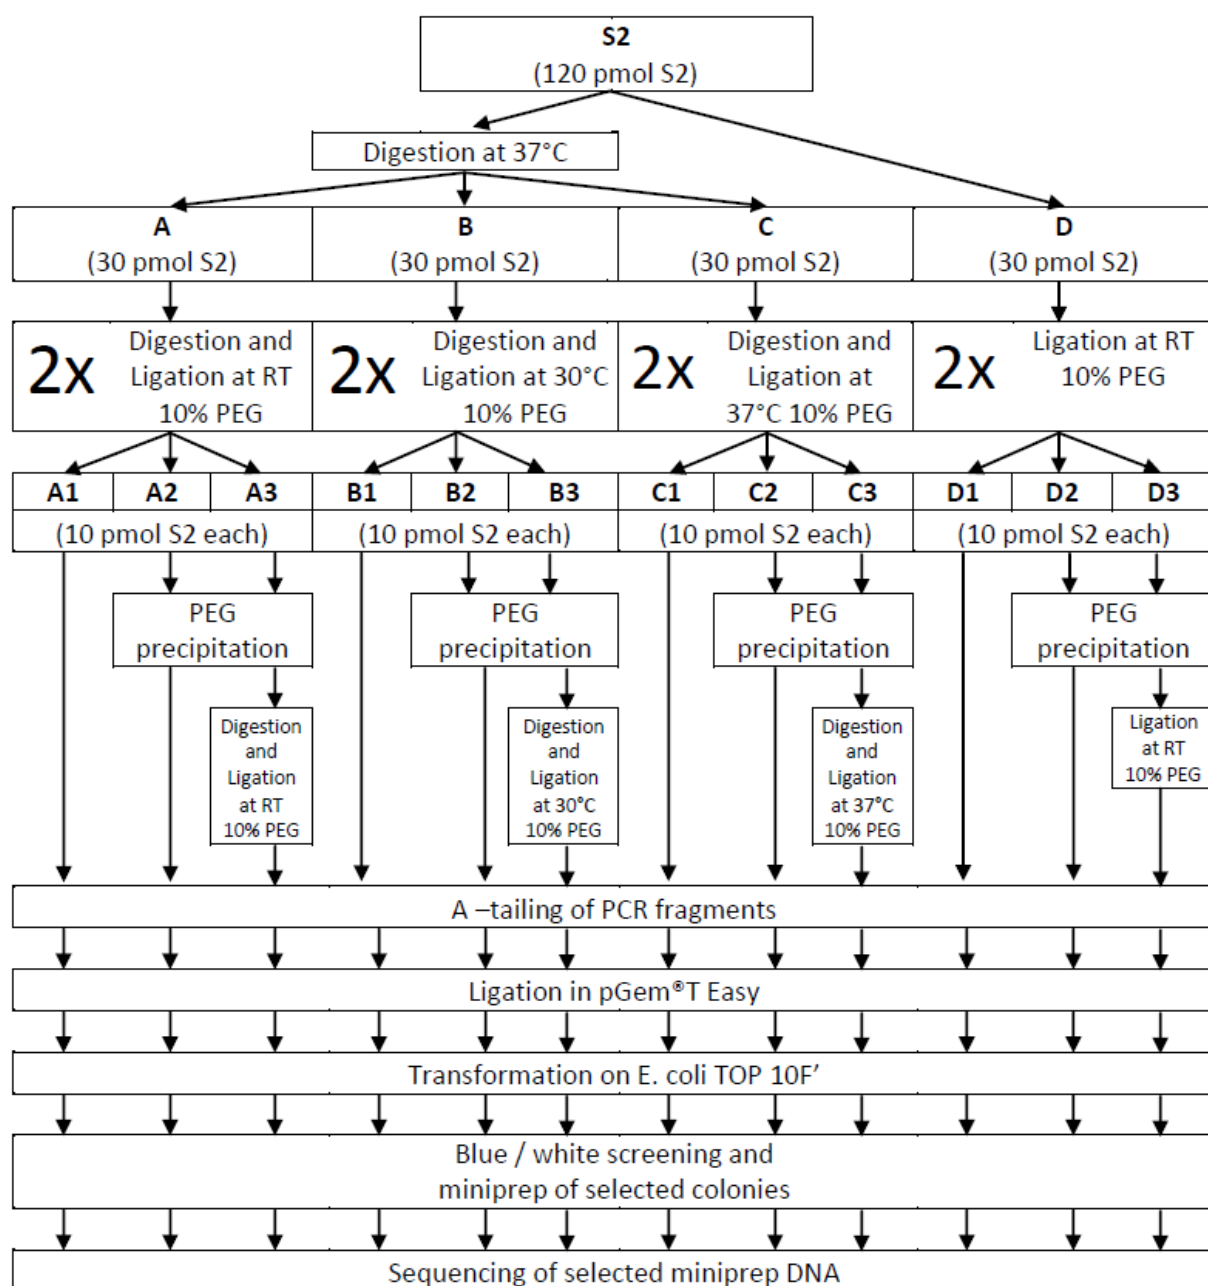 S2
(120 pmol S2)
Digestion at 37°C
A
(30 pmol S2)
B
(30 pmol S2)
C
(30 pmol S2)
D
(30 pmol S2)
2x
Digestion and
Ligation at RT
10% PEG
2x
Digestion and
Ligation at 30°C
10% PEG
2x
Digestion and
Ligation at
37°C 10% PEG
2x
Ligation at RT
10% PEG
A1 A2 A3
(10 pmol S2 each)
B1 B2 B3
(10 pmol S2 each)
C1 C2 C3
(10 pmol S2 each)
D1 D2 D3
(10 pmol S2 each)
PEG
precipitation
PEG
precipitation
PEG
precipitation
PEG
precipitation
Digestion
and
Ligation
at RT
10% PEG
Digestion
and
Ligation
at 30°C
10% PEG
Digestion
and
Ligation
at 37°C
10% PEG
Ligation
at RT
10% PEG
A –tailing of PCR fragments
Ligation in pGem®T Easy
Transformation on E. coli TOP 10F’
Blue / white screening and
miniprep of selected colonies
Sequencing of selected miniprep DNA